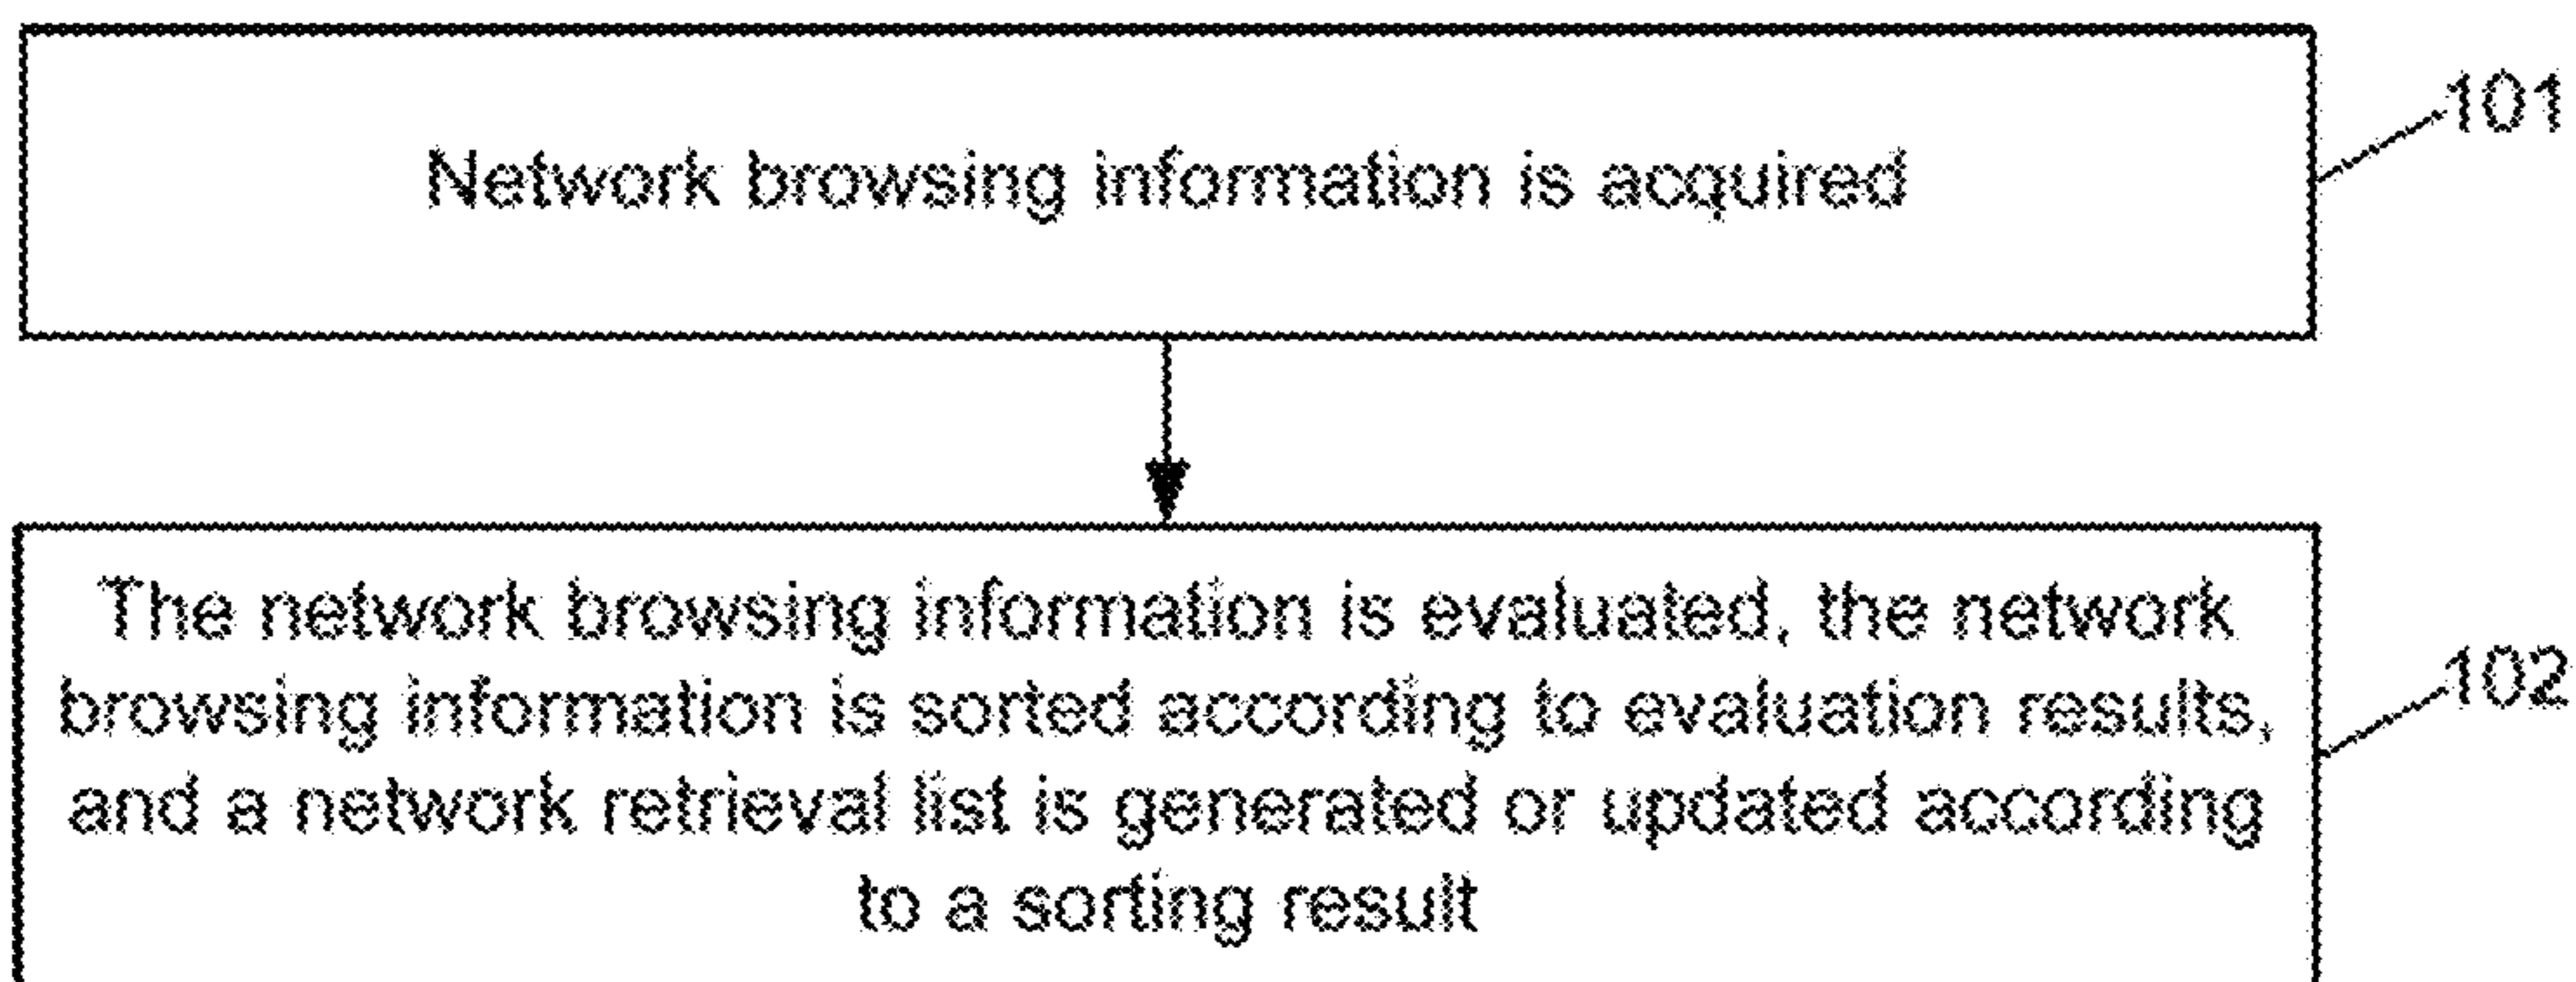 Network browsing information is acquired
101
The network browsing information is evaluated, the network
browsing information is sorted according to evaluation results,
and a network retrieval list is generated or updated according
to a sorting result
102